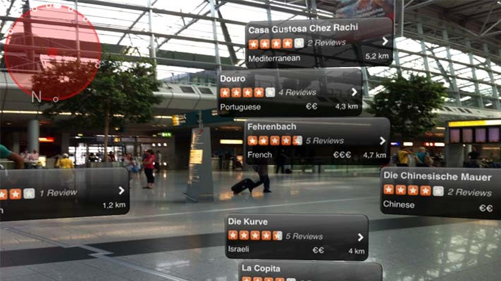 Casa Gustosa Chez Rachi
2 Reviews
Mediterranean 5,2 km
Douro
4 Reviews
Portuguese €€ 4,3 km
Fehrenbach
5 Reviews
French €€€ 4,7 km
Die Chinesische Mauer
2 Reviews
Chinese €€
1 Review
1,2 km
N
Die Kurve
5 Reviews
Israeli €€ 4 km
La Copita